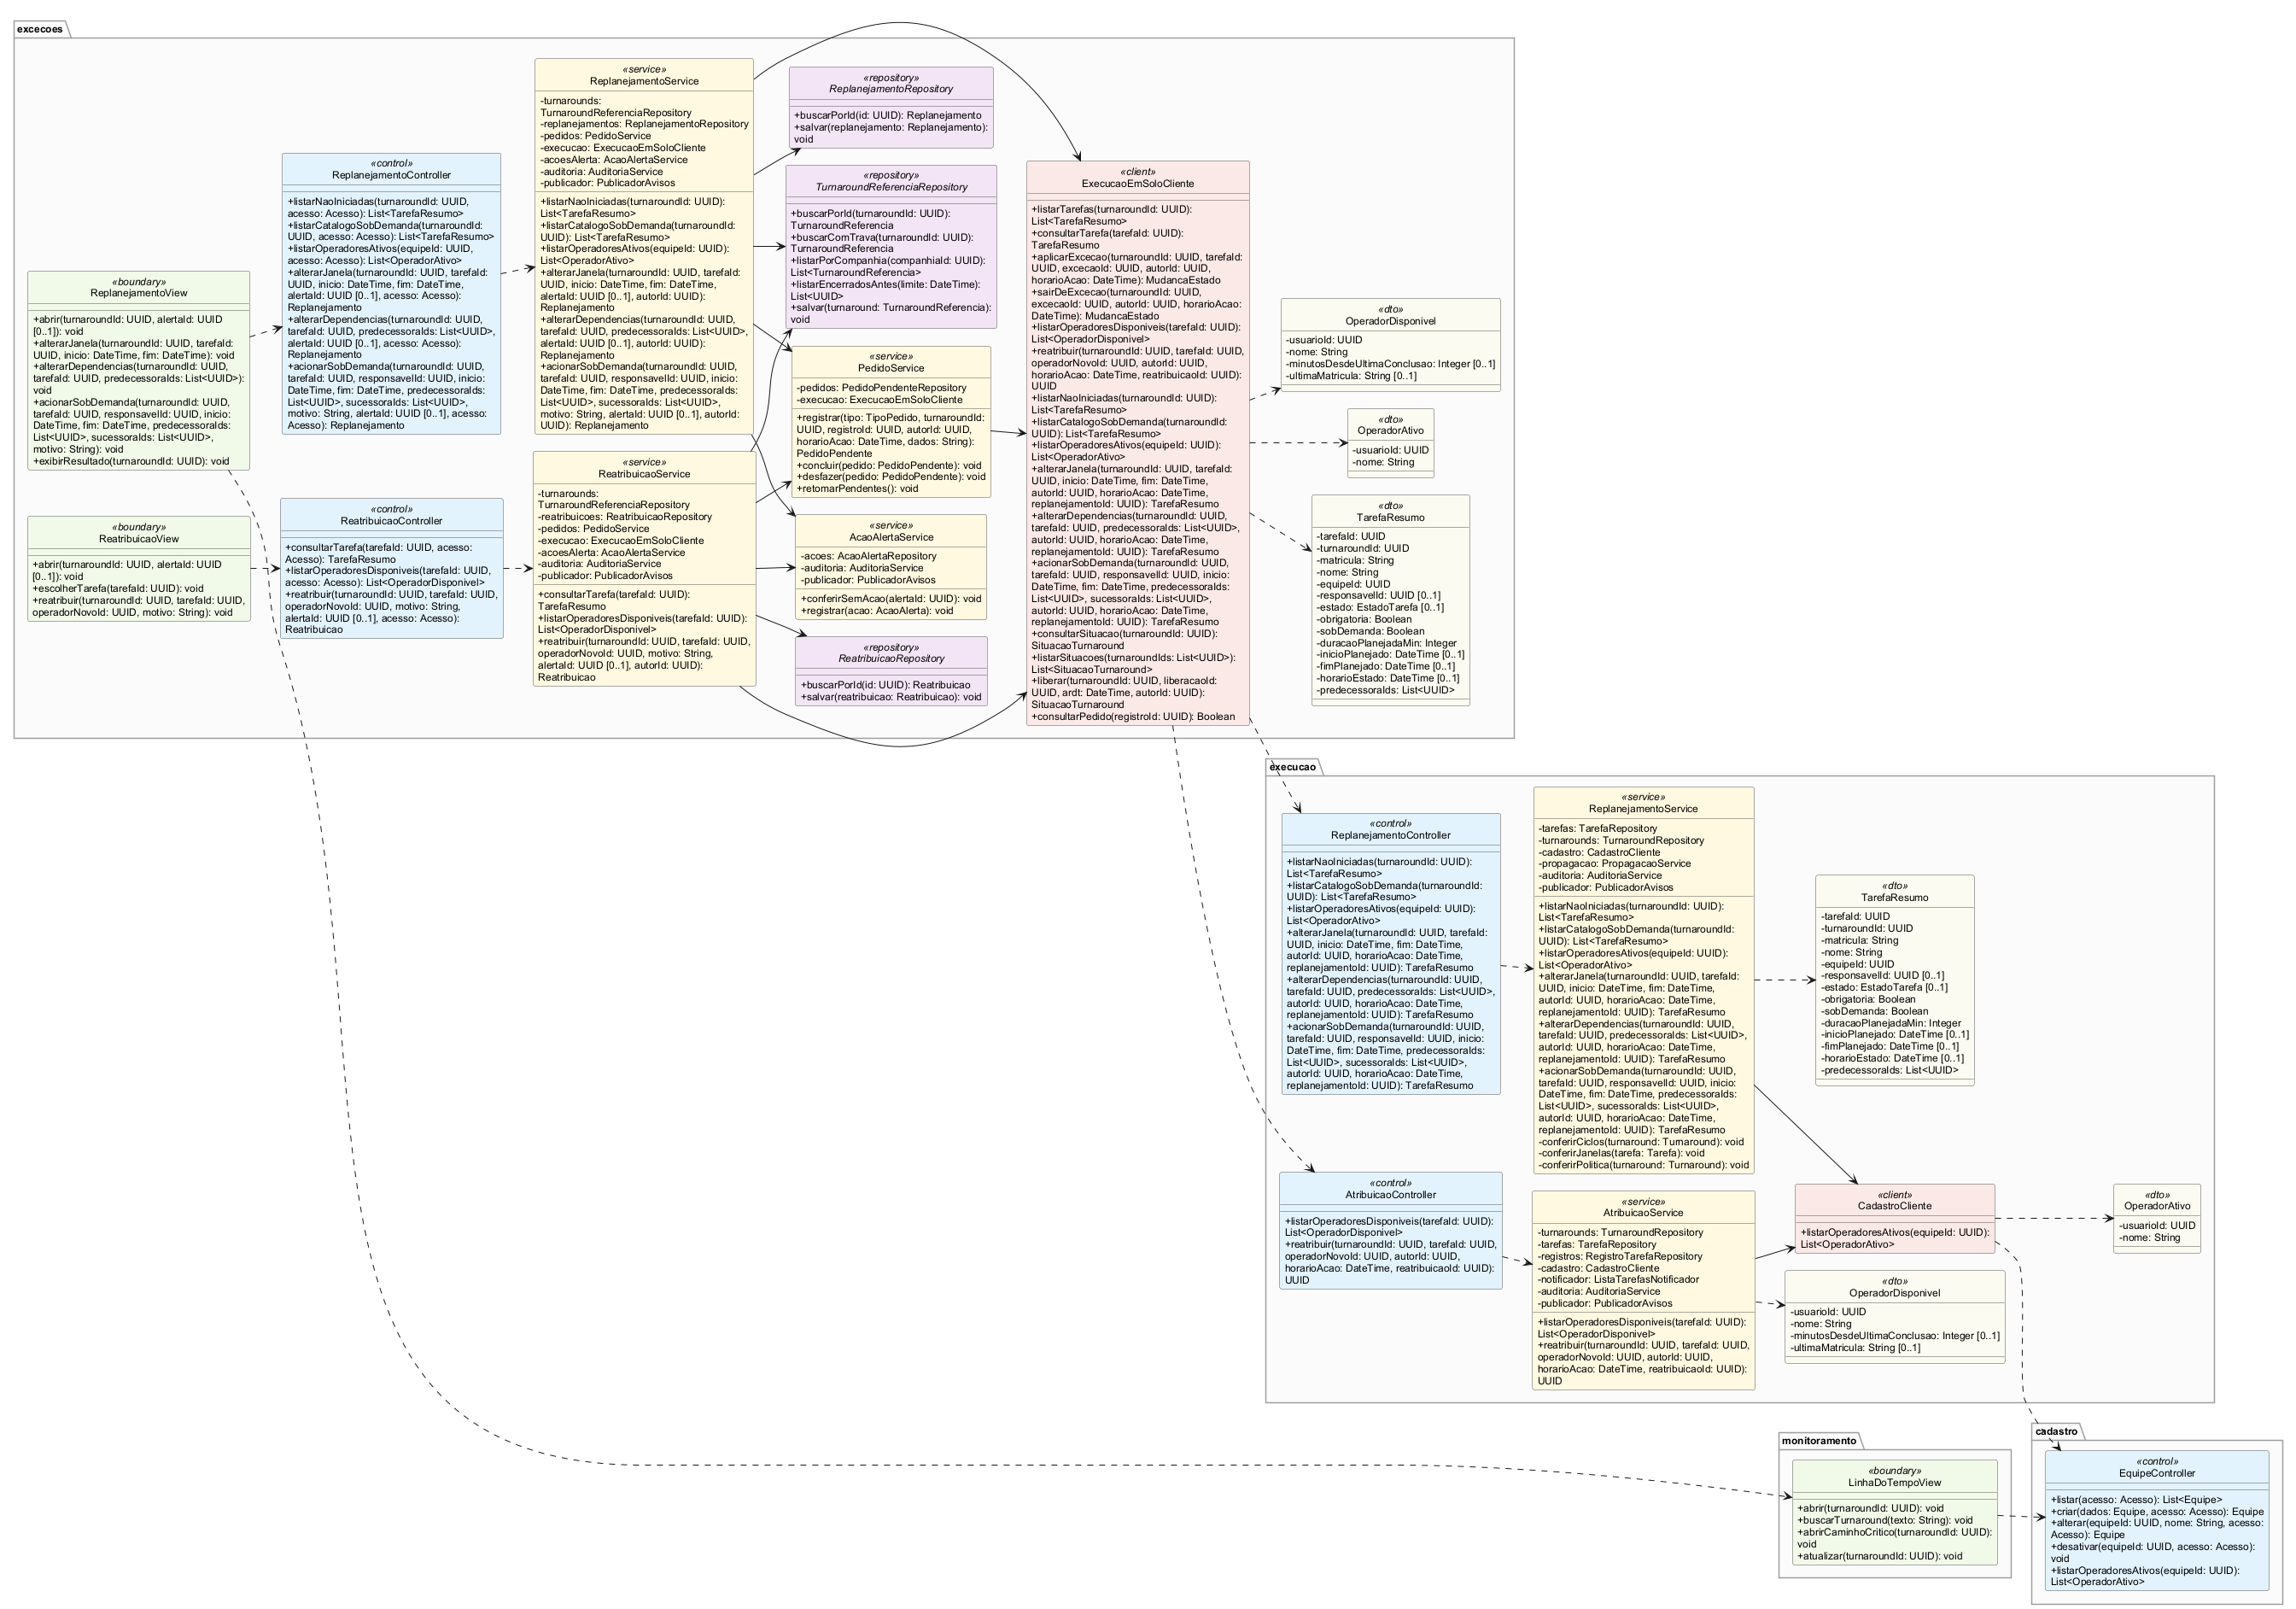 excecoes
«boundary»
ReplanejamentoView
+abrir(turnaroundId: UUID, alertaId: UUID
[0..1]): void
+alterarJanela(turnaroundId: UUID, tarefaId:
UUID, inicio: DateTime, fim: DateTime): void
+alterarDependencias(turnaroundId: UUID,
tarefaId: UUID, predecessoraIds: List<UUID>):
void
+acionarSobDemanda(turnaroundId: UUID,
tarefaId: UUID, responsavelId: UUID, inicio:
DateTime, fim: DateTime, predecessoraIds:
List<UUID>, sucessoraIds: List<UUID>,
motivo: String): void
+exibirResultado(turnaroundId: UUID): void
«boundary»
ReatribuicaoView
+abrir(turnaroundId: UUID, alertaId: UUID
[0..1]): void
+escolherTarefa(tarefaId: UUID): void
+reatribuir(turnaroundId: UUID, tarefaId: UUID,
operadorNovoId: UUID, motivo: String): void
«control»
ReplanejamentoController
+listarNaoIniciadas(turnaroundId: UUID,
acesso: Acesso): List<TarefaResumo>
+listarCatalogoSobDemanda(turnaroundId:
UUID, acesso: Acesso): List<TarefaResumo>
+listarOperadoresAtivos(equipeId: UUID,
acesso: Acesso): List<OperadorAtivo>
+alterarJanela(turnaroundId: UUID, tarefaId:
UUID, inicio: DateTime, fim: DateTime,
alertaId: UUID [0..1], acesso: Acesso):
Replanejamento
+alterarDependencias(turnaroundId: UUID,
tarefaId: UUID, predecessoraIds: List<UUID>,
alertaId: UUID [0..1], acesso: Acesso):
Replanejamento
+acionarSobDemanda(turnaroundId: UUID,
tarefaId: UUID, responsavelId: UUID, inicio:
DateTime, fim: DateTime, predecessoraIds:
List<UUID>, sucessoraIds: List<UUID>,
motivo: String, alertaId: UUID [0..1], acesso:
Acesso): Replanejamento
«control»
ReatribuicaoController
+consultarTarefa(tarefaId: UUID, acesso:
Acesso): TarefaResumo
+listarOperadoresDisponiveis(tarefaId: UUID,
acesso: Acesso): List<OperadorDisponivel>
+reatribuir(turnaroundId: UUID, tarefaId: UUID,
operadorNovoId: UUID, motivo: String,
alertaId: UUID [0..1], acesso: Acesso):
Reatribuicao
«service»
ReplanejamentoService
-turnarounds:
TurnaroundReferenciaRepository
-replanejamentos: ReplanejamentoRepository
-pedidos: PedidoService
-execucao: ExecucaoEmSoloCliente
-acoesAlerta: AcaoAlertaService
-auditoria: AuditoriaService
-publicador: PublicadorAvisos
+listarNaoIniciadas(turnaroundId: UUID):
List<TarefaResumo>
+listarCatalogoSobDemanda(turnaroundId:
UUID): List<TarefaResumo>
+listarOperadoresAtivos(equipeId: UUID):
List<OperadorAtivo>
+alterarJanela(turnaroundId: UUID, tarefaId:
UUID, inicio: DateTime, fim: DateTime,
alertaId: UUID [0..1], autorId: UUID):
Replanejamento
+alterarDependencias(turnaroundId: UUID,
tarefaId: UUID, predecessoraIds: List<UUID>,
alertaId: UUID [0..1], autorId: UUID):
Replanejamento
+acionarSobDemanda(turnaroundId: UUID,
tarefaId: UUID, responsavelId: UUID, inicio:
DateTime, fim: DateTime, predecessoraIds:
List<UUID>, sucessoraIds: List<UUID>,
motivo: String, alertaId: UUID [0..1], autorId:
UUID): Replanejamento
«service»
ReatribuicaoService
-turnarounds:
TurnaroundReferenciaRepository
-reatribuicoes: ReatribuicaoRepository
-pedidos: PedidoService
-execucao: ExecucaoEmSoloCliente
-acoesAlerta: AcaoAlertaService
-auditoria: AuditoriaService
-publicador: PublicadorAvisos
+consultarTarefa(tarefaId: UUID):
TarefaResumo
+listarOperadoresDisponiveis(tarefaId: UUID):
List<OperadorDisponivel>
+reatribuir(turnaroundId: UUID, tarefaId: UUID,
operadorNovoId: UUID, motivo: String,
alertaId: UUID [0..1], autorId: UUID):
Reatribuicao
«repository»
ReplanejamentoRepository
+buscarPorId(id: UUID): Replanejamento
+salvar(replanejamento: Replanejamento):
void
«repository»
TurnaroundReferenciaRepository
+buscarPorId(turnaroundId: UUID):
TurnaroundReferencia
+buscarComTrava(turnaroundId: UUID):
TurnaroundReferencia
+listarPorCompanhia(companhiaId: UUID):
List<TurnaroundReferencia>
+listarEncerradosAntes(limite: DateTime):
List<UUID>
+salvar(turnaround: TurnaroundReferencia):
void
«service»
PedidoService
-pedidos: PedidoPendenteRepository
-execucao: ExecucaoEmSoloCliente
+registrar(tipo: TipoPedido, turnaroundId:
UUID, registroId: UUID, autorId: UUID,
horarioAcao: DateTime, dados: String):
PedidoPendente
+concluir(pedido: PedidoPendente): void
+desfazer(pedido: PedidoPendente): void
+retomarPendentes(): void
«service»
AcaoAlertaService
-acoes: AcaoAlertaRepository
-auditoria: AuditoriaService
-publicador: PublicadorAvisos
+conferirSemAcao(alertaId: UUID): void
+registrar(acao: AcaoAlerta): void
«repository»
ReatribuicaoRepository
+buscarPorId(id: UUID): Reatribuicao
+salvar(reatribuicao: Reatribuicao): void
«client»
ExecucaoEmSoloCliente
+listarTarefas(turnaroundId: UUID):
List<TarefaResumo>
+consultarTarefa(tarefaId: UUID):
TarefaResumo
+aplicarExcecao(turnaroundId: UUID, tarefaId:
UUID, excecaoId: UUID, autorId: UUID,
horarioAcao: DateTime): MudancaEstado
+sairDeExcecao(turnaroundId: UUID,
excecaoId: UUID, autorId: UUID, horarioAcao:
DateTime): MudancaEstado
+listarOperadoresDisponiveis(tarefaId: UUID):
List<OperadorDisponivel>
+reatribuir(turnaroundId: UUID, tarefaId: UUID,
operadorNovoId: UUID, autorId: UUID,
horarioAcao: DateTime, reatribuicaoId: UUID):
UUID
+listarNaoIniciadas(turnaroundId: UUID):
List<TarefaResumo>
+listarCatalogoSobDemanda(turnaroundId:
UUID): List<TarefaResumo>
+listarOperadoresAtivos(equipeId: UUID):
List<OperadorAtivo>
+alterarJanela(turnaroundId: UUID, tarefaId:
UUID, inicio: DateTime, fim: DateTime,
autorId: UUID, horarioAcao: DateTime,
replanejamentoId: UUID): TarefaResumo
+alterarDependencias(turnaroundId: UUID,
tarefaId: UUID, predecessoraIds: List<UUID>,
autorId: UUID, horarioAcao: DateTime,
replanejamentoId: UUID): TarefaResumo
+acionarSobDemanda(turnaroundId: UUID,
tarefaId: UUID, responsavelId: UUID, inicio:
DateTime, fim: DateTime, predecessoraIds:
List<UUID>, sucessoraIds: List<UUID>,
autorId: UUID, horarioAcao: DateTime,
replanejamentoId: UUID): TarefaResumo
+consultarSituacao(turnaroundId: UUID):
SituacaoTurnaround
+listarSituacoes(turnaroundIds: List<UUID>):
List<SituacaoTurnaround>
+liberar(turnaroundId: UUID, liberacaoId:
UUID, ardt: DateTime, autorId: UUID):
SituacaoTurnaround
+consultarPedido(registroId: UUID): Boolean
«dto»
OperadorDisponivel
-usuarioId: UUID
-nome: String
-minutosDesdeUltimaConclusao: Integer [0..1]
-ultimaMatricula: String [0..1]
«dto»
OperadorAtivo
-usuarioId: UUID
-nome: String
«dto»
TarefaResumo
-tarefaId: UUID
-turnaroundId: UUID
-matricula: String
-nome: String
-equipeId: UUID
-responsavelId: UUID [0..1]
-estado: EstadoTarefa [0..1]
-obrigatoria: Boolean
-sobDemanda: Boolean
-duracaoPlanejadaMin: Integer
-inicioPlanejado: DateTime [0..1]
-fimPlanejado: DateTime [0..1]
-horarioEstado: DateTime [0..1]
-predecessoraIds: List<UUID>
execucao
«control»
ReplanejamentoController
+listarNaoIniciadas(turnaroundId: UUID):
List<TarefaResumo>
+listarCatalogoSobDemanda(turnaroundId:
UUID): List<TarefaResumo>
+listarOperadoresAtivos(equipeId: UUID):
List<OperadorAtivo>
+alterarJanela(turnaroundId: UUID, tarefaId:
UUID, inicio: DateTime, fim: DateTime,
autorId: UUID, horarioAcao: DateTime,
replanejamentoId: UUID): TarefaResumo
+alterarDependencias(turnaroundId: UUID,
tarefaId: UUID, predecessoraIds: List<UUID>,
autorId: UUID, horarioAcao: DateTime,
replanejamentoId: UUID): TarefaResumo
+acionarSobDemanda(turnaroundId: UUID,
tarefaId: UUID, responsavelId: UUID, inicio:
DateTime, fim: DateTime, predecessoraIds:
List<UUID>, sucessoraIds: List<UUID>,
autorId: UUID, horarioAcao: DateTime,
replanejamentoId: UUID): TarefaResumo
«control»
AtribuicaoController
+listarOperadoresDisponiveis(tarefaId: UUID):
List<OperadorDisponivel>
+reatribuir(turnaroundId: UUID, tarefaId: UUID,
operadorNovoId: UUID, autorId: UUID,
horarioAcao: DateTime, reatribuicaoId: UUID):
UUID
«service»
ReplanejamentoService
-tarefas: TarefaRepository
-turnarounds: TurnaroundRepository
-cadastro: CadastroCliente
-propagacao: PropagacaoService
-auditoria: AuditoriaService
-publicador: PublicadorAvisos
+listarNaoIniciadas(turnaroundId: UUID):
List<TarefaResumo>
+listarCatalogoSobDemanda(turnaroundId:
UUID): List<TarefaResumo>
+listarOperadoresAtivos(equipeId: UUID):
List<OperadorAtivo>
+alterarJanela(turnaroundId: UUID, tarefaId:
UUID, inicio: DateTime, fim: DateTime,
autorId: UUID, horarioAcao: DateTime,
replanejamentoId: UUID): TarefaResumo
+alterarDependencias(turnaroundId: UUID,
tarefaId: UUID, predecessoraIds: List<UUID>,
autorId: UUID, horarioAcao: DateTime,
replanejamentoId: UUID): TarefaResumo
+acionarSobDemanda(turnaroundId: UUID,
tarefaId: UUID, responsavelId: UUID, inicio:
DateTime, fim: DateTime, predecessoraIds:
List<UUID>, sucessoraIds: List<UUID>,
autorId: UUID, horarioAcao: DateTime,
replanejamentoId: UUID): TarefaResumo
-conferirCiclos(turnaround: Turnaround): void
-conferirJanelas(tarefa: Tarefa): void
-conferirPolitica(turnaround: Turnaround): void
«service»
AtribuicaoService
-turnarounds: TurnaroundRepository
-tarefas: TarefaRepository
-registros: RegistroTarefaRepository
-cadastro: CadastroCliente
-notificador: ListaTarefasNotificador
-auditoria: AuditoriaService
-publicador: PublicadorAvisos
+listarOperadoresDisponiveis(tarefaId: UUID):
List<OperadorDisponivel>
+reatribuir(turnaroundId: UUID, tarefaId: UUID,
operadorNovoId: UUID, autorId: UUID,
horarioAcao: DateTime, reatribuicaoId: UUID):
UUID
«dto»
TarefaResumo
-tarefaId: UUID
-turnaroundId: UUID
-matricula: String
-nome: String
-equipeId: UUID
-responsavelId: UUID [0..1]
-estado: EstadoTarefa [0..1]
-obrigatoria: Boolean
-sobDemanda: Boolean
-duracaoPlanejadaMin: Integer
-inicioPlanejado: DateTime [0..1]
-fimPlanejado: DateTime [0..1]
-horarioEstado: DateTime [0..1]
-predecessoraIds: List<UUID>
«client»
CadastroCliente
+listarOperadoresAtivos(equipeId: UUID):
List<OperadorAtivo>
«dto»
OperadorDisponivel
-usuarioId: UUID
-nome: String
-minutosDesdeUltimaConclusao: Integer [0..1]
-ultimaMatricula: String [0..1]
«dto»
OperadorAtivo
-usuarioId: UUID
-nome: String
monitoramento
«boundary»
LinhaDoTempoView
+abrir(turnaroundId: UUID): void
+buscarTurnaround(texto: String): void
+abrirCaminhoCritico(turnaroundId: UUID):
void
+atualizar(turnaroundId: UUID): void
cadastro
«control»
EquipeController
+listar(acesso: Acesso): List<Equipe>
+criar(dados: Equipe, acesso: Acesso): Equipe
+alterar(equipeId: UUID, nome: String, acesso:
Acesso): Equipe
+desativar(equipeId: UUID, acesso: Acesso):
void
+listarOperadoresAtivos(equipeId: UUID):
List<OperadorAtivo>